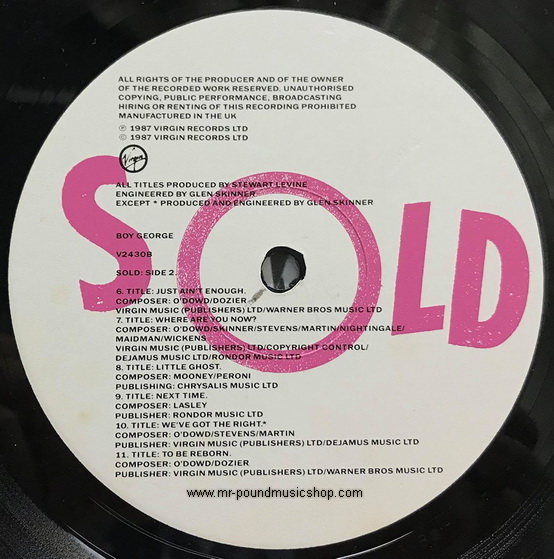 ALL RIGHTS OF THE PRODUCER AND OF THE OWNER
OF THE RECORDED WORK RESERVED. UNAUTHORISED
COPYING, PUBLIC PERFORMANCE, BROADCASTING
HIRING OR RENTING OF THIS RECORDING PROHIBITED
MANUFACTURED IN THE UK
℗ 1987 VIRGIN RECORDS LTD
© 1987 VIRGIN RECORDS LTD
Virgin
SOLD
ALL TITLES PRODUCED BY STEWART LEVINE
ENGINEERED BY GLEN SKINNER
EXCEPT * PRODUCED AND ENGINEERED BY GLEN SKINNER
BOY GEORGE
V2430B
SOLD: SIDE 2.
6. TITLE: JUST AIN'T ENOUGH.
COMPOSER: O'DOWD/DOZIER
VIRGIN MUSIC (PUBLISHERS) LTD/WARNER BROS MUSIC LTD
7. TITLE: WHERE ARE YOU NOW?
COMPOSER: O'DOWD/SKINNER/STEVENS/MARTIN/NIGHTINGALE/
MAIDMAN/WICKENS
VIRGIN MUSIC (PUBLISHERS) LTD/COPYRIGHT CONTROL/
DEJAMUS MUSIC LTD/RONDOR MUSIC LTD
8. TITLE: LITTLE GHOST.
COMPOSER: MOONEY/PERONI
PUBLISHING: CHRYSALIS MUSIC LTD
9. TITLE: NEXT TIME.
COMPOSER: LASLEY
PUBLISHER: RONDOR MUSIC LTD
10. TITLE: WE'VE GOT THE RIGHT.*
COMPOSER: O'DOWD/STEVENS/MARTIN
PUBLISHER: VIRGIN MUSIC (PUBLISHERS) LTD/DEJAMUS MUSIC LTD
11. TITLE: TO BE REBORN.
COMPOSER: O'DOWD/DOZIER
PUBLISHER: VIRGIN MUSIC (PUBLISHERS) LTD/WARNER BROS MUSIC LTD
www.mr-poundmusicshop.com